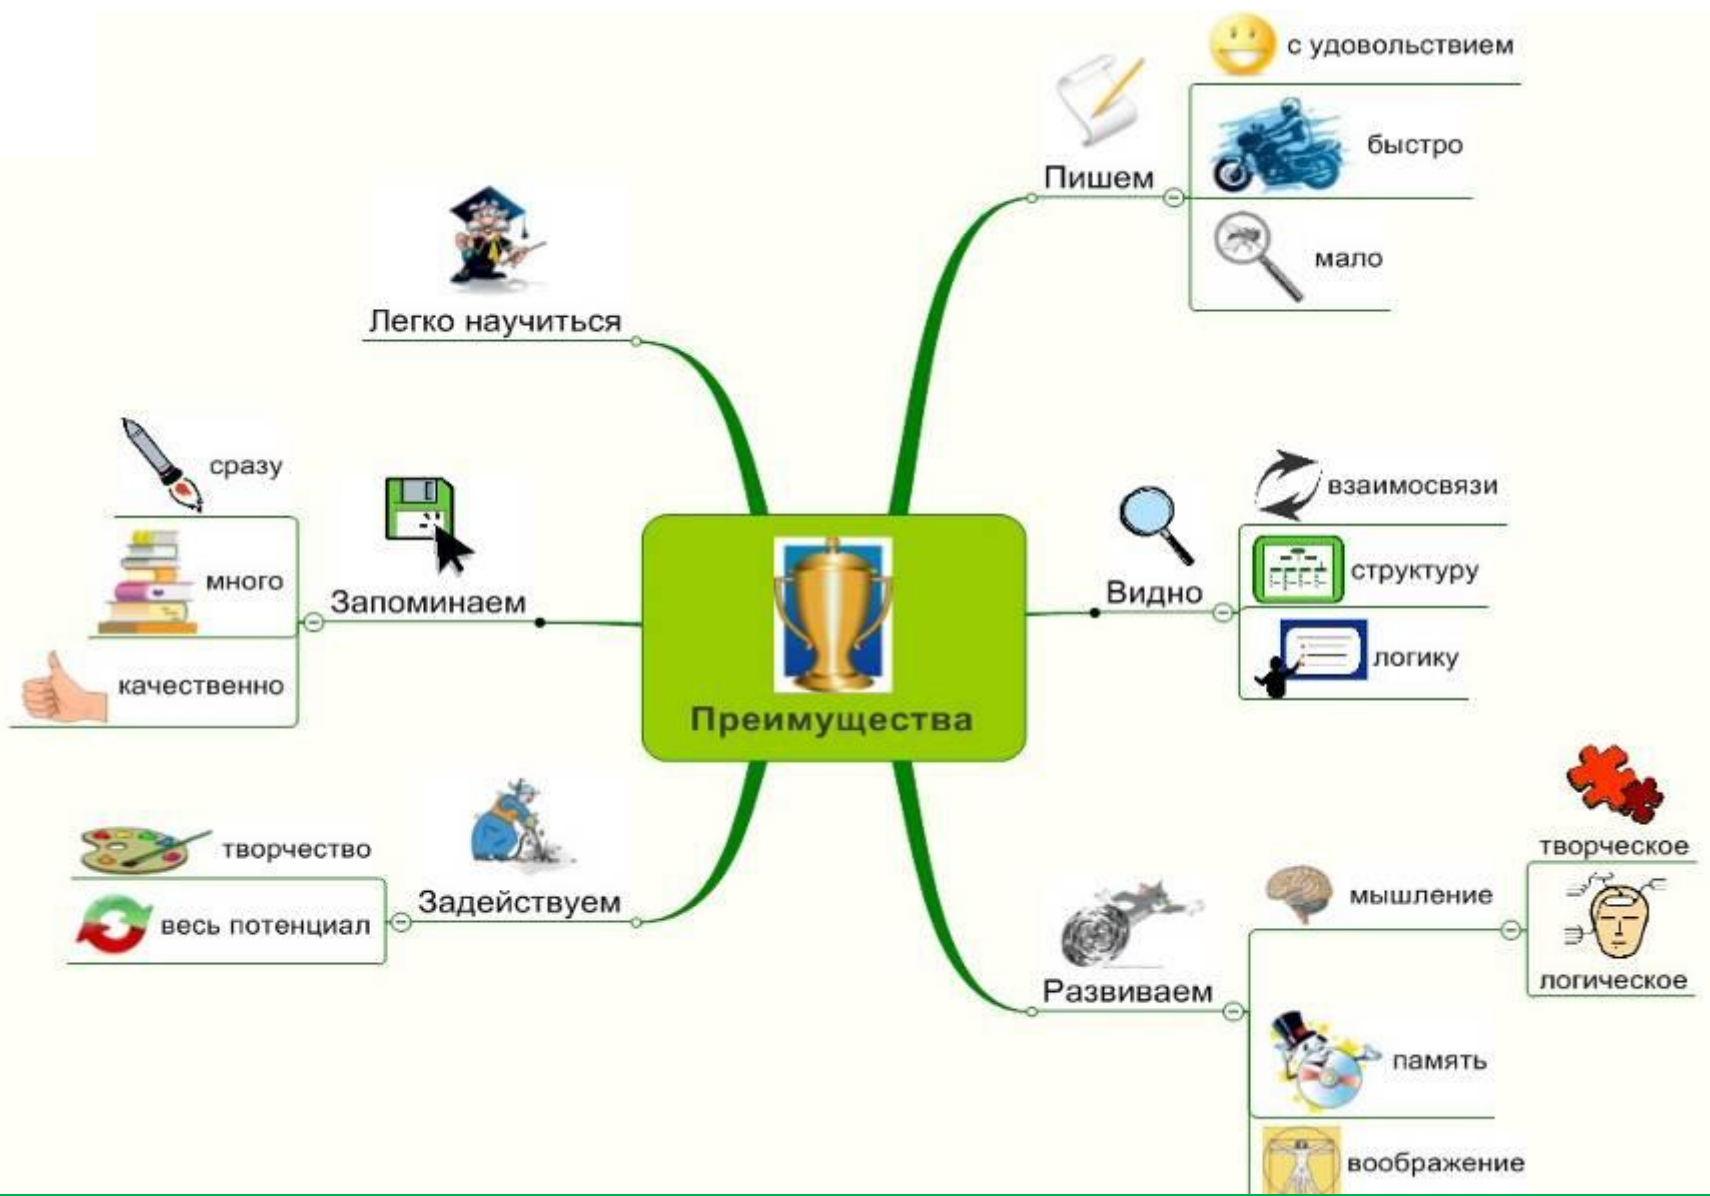 с удовольствием
быстро
Пишем
мало
Легко научиться
сразу
взаимосвязи
много
структуру
Запоминаем
Видно
качественно
логику
Преимущества
творчество
творческое
Задействуем
мышление
весь потенциал
логическое
Развиваем
память
воображение